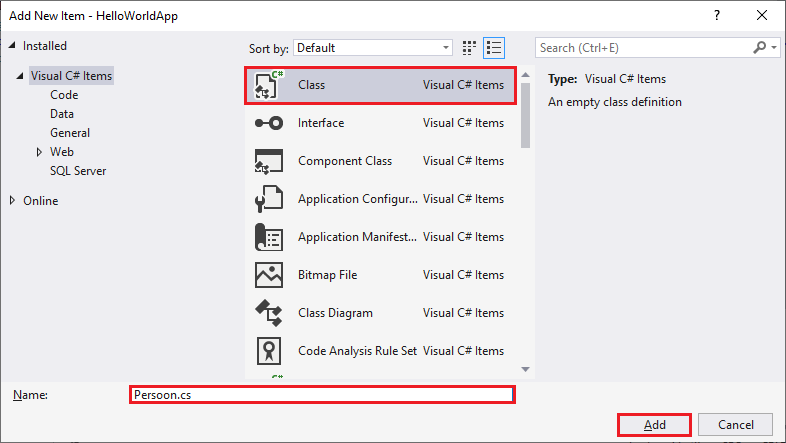 Add New Item - HelloWorldApp
?
Installed
Sort by: Default
Search (Ctrl+E)
Visual C# Items
Code
Data
General
Web
SQL Server
Online
C# Class Visual C# Items
Interface Visual C# Items
Component Class Visual C# Items
Application Configur... Visual C# Items
Application Manifest... Visual C# Items
Bitmap File Visual C# Items
Class Diagram Visual C# Items
Code Analysis Rule Set Visual C# Items
Type: Visual C# Items
An empty class definition
Name: Persoon.cs
Add Cancel